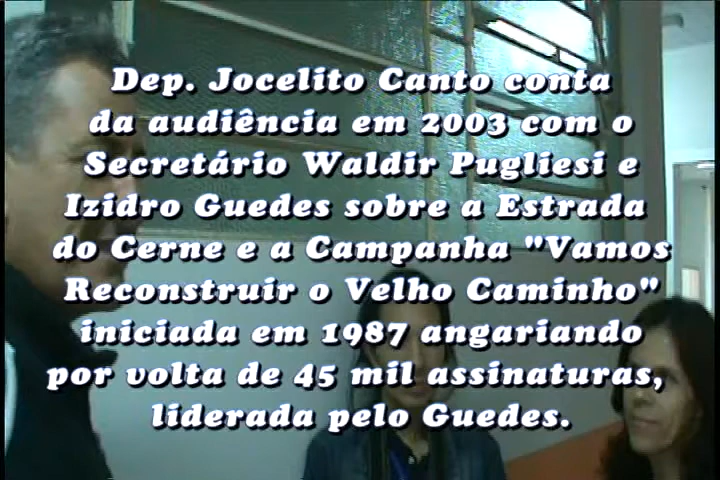 Dep. Jocelito Canto conta
da audiência em 2003 com o
Secretário Waldir Pugliesi e
Izidro Guedes sobre a Estrada
do Cerne e a Campanha "Vamos
Reconstruir o Velho Caminho"
iniciada em 1987 angariando
por volta de 45 mil assinaturas,
liderada pelo Guedes.